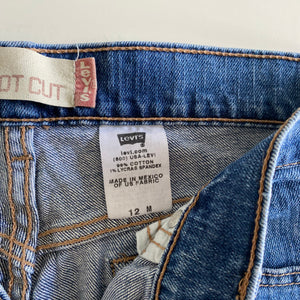 OT CUT
LEVI'S
Levi's
levi.com
(800) USA-LEVI
99% COTTON
1% LYCRA® SPANDEX
MADE IN MEXICO
OF US FABRIC
12 M